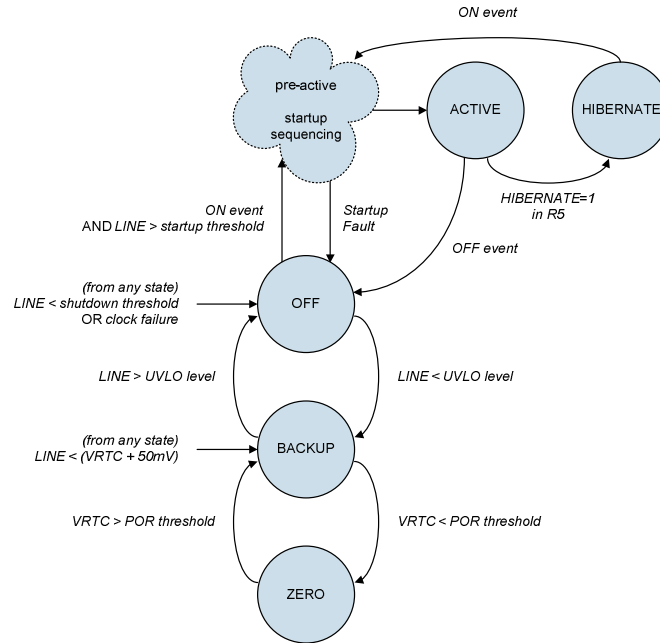 ON event
pre-active
startup
sequencing
ACTIVE
HIBERNATE
HIBERNATE=1
in R5
ON event
AND LINE > startup threshold
Startup
Fault
OFF event
(from any state)
LINE < shutdown threshold
OR clock failure
OFF
LINE > UVLO level
LINE < UVLO level
(from any state)
LINE < (VRTC + 50mV)
BACKUP
VRTC > POR threshold
VRTC < POR threshold
ZERO